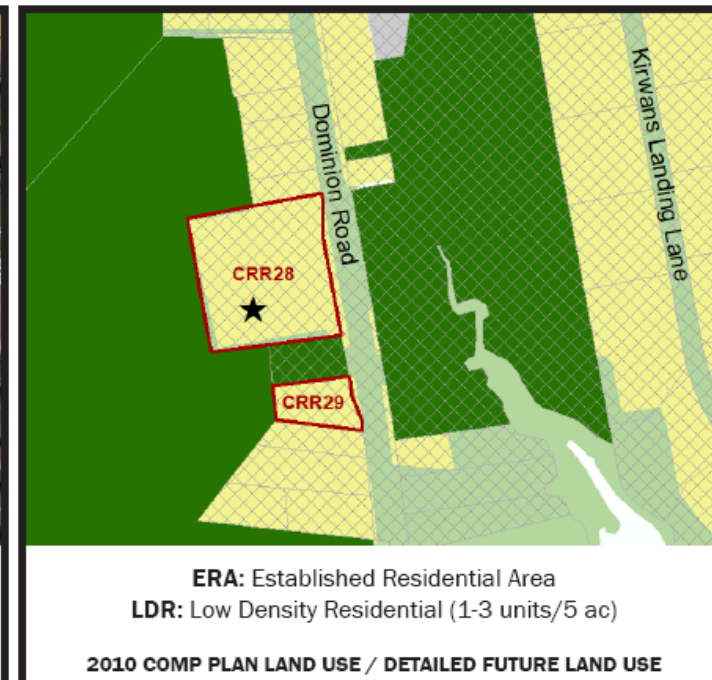 Dominion Road
Kirwans Landing Lane
CRR28
CRR29
ERA: Established Residential Area
LDR: Low Density Residential (1-3 units/5 ac)
2010 COMP PLAN LAND USE / DETAILED FUTURE LAND USE